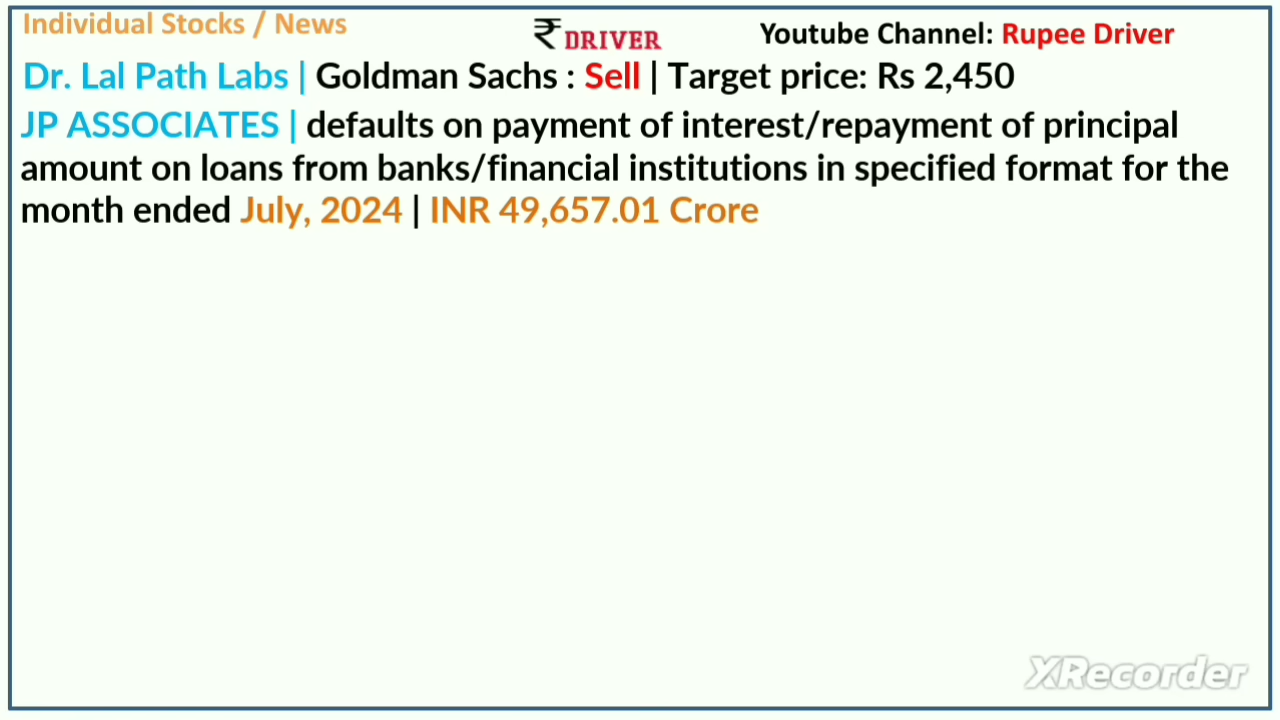 Individual Stocks / News
₹ DRIVER
Youtube Channel: Rupee Driver
Dr. Lal Path Labs | Goldman Sachs : Sell | Target price: Rs 2,450
JP ASSOCIATES | defaults on payment of interest/repayment of principal
amount on loans from banks/financial institutions in specified format for the
month ended July, 2024 | INR 49,657.01 Crore
XRecorder